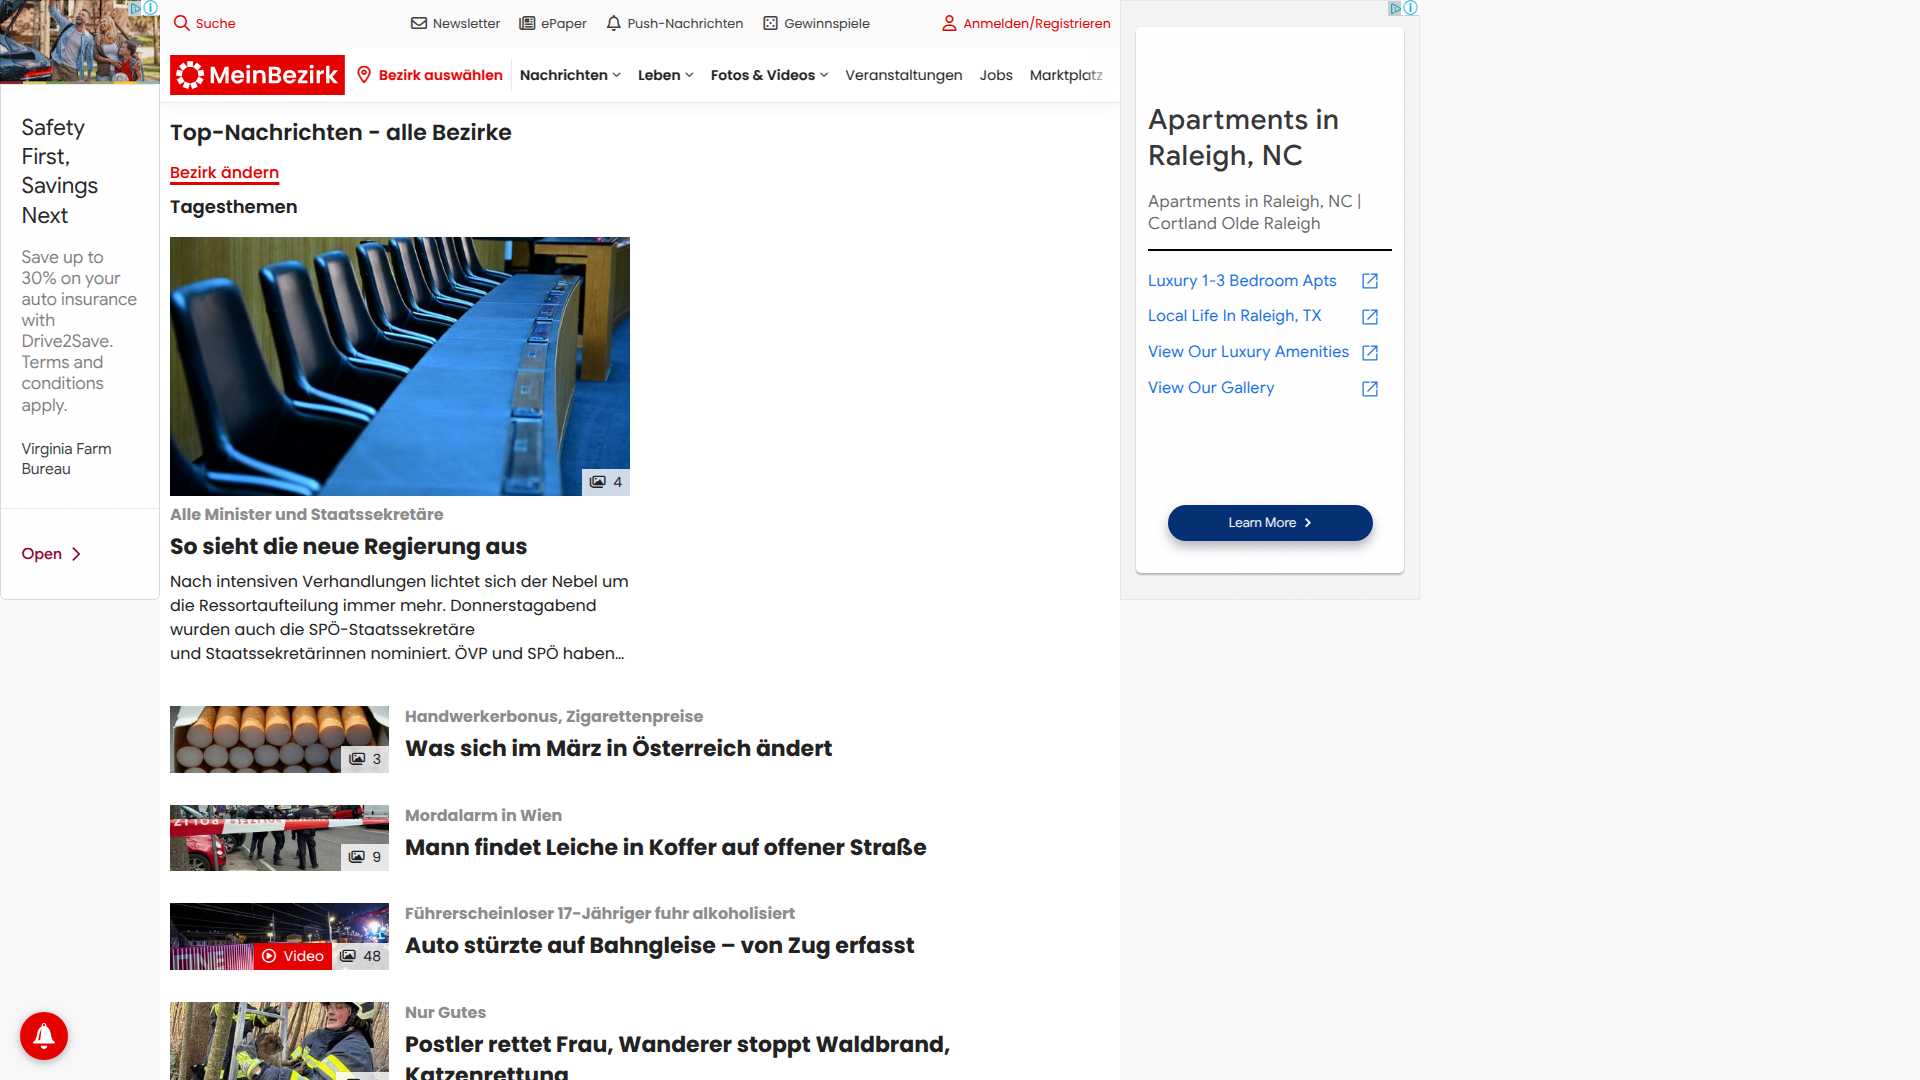 Suche
Newsletter
ePaper
Push-Nachrichten
Gewinnspiele
Anmelden/Registrieren
MeinBezirk
Bezirk auswählen
Nachrichten
Leben
Fotos & Videos
Veranstaltungen
Jobs
Marktplatz
Safety
First,
Savings
Next
Save up to
30% on your
auto insurance
with
Drive2Save.
Terms and
conditions
apply.
Virginia Farm
Bureau
Open
Top-Nachrichten - alle Bezirke
Bezirk ändern
Tagesthemen
4
Alle Minister und Staatssekretäre
So sieht die neue Regierung aus
Nach intensiven Verhandlungen lichtet sich der Nebel um
die Ressortaufteilung immer mehr. Donnerstagabend
wurden auch die SPÖ-Staatssekretäre
und Staatssekretärinnen nominiert. ÖVP und SPÖ haben...
3
Handwerkerbonus, Zigarettenpreise
Was sich im März in Österreich ändert
9
Mordalarm in Wien
Mann findet Leiche in Koffer auf offener Straße
Video
48
Führerscheinloser 17-Jähriger fuhr alkoholisiert
Auto stürzte auf Bahngleise – von Zug erfasst
Nur Gutes
Postler rettet Frau, Wanderer stoppt Waldbrand,
Katzenrettung
Apartments in
Raleigh, NC
Apartments in Raleigh, NC |
Cortland Olde Raleigh
Luxury 1-3 Bedroom Apts
Local Life In Raleigh, TX
View Our Luxury Amenities
View Our Gallery
Learn More